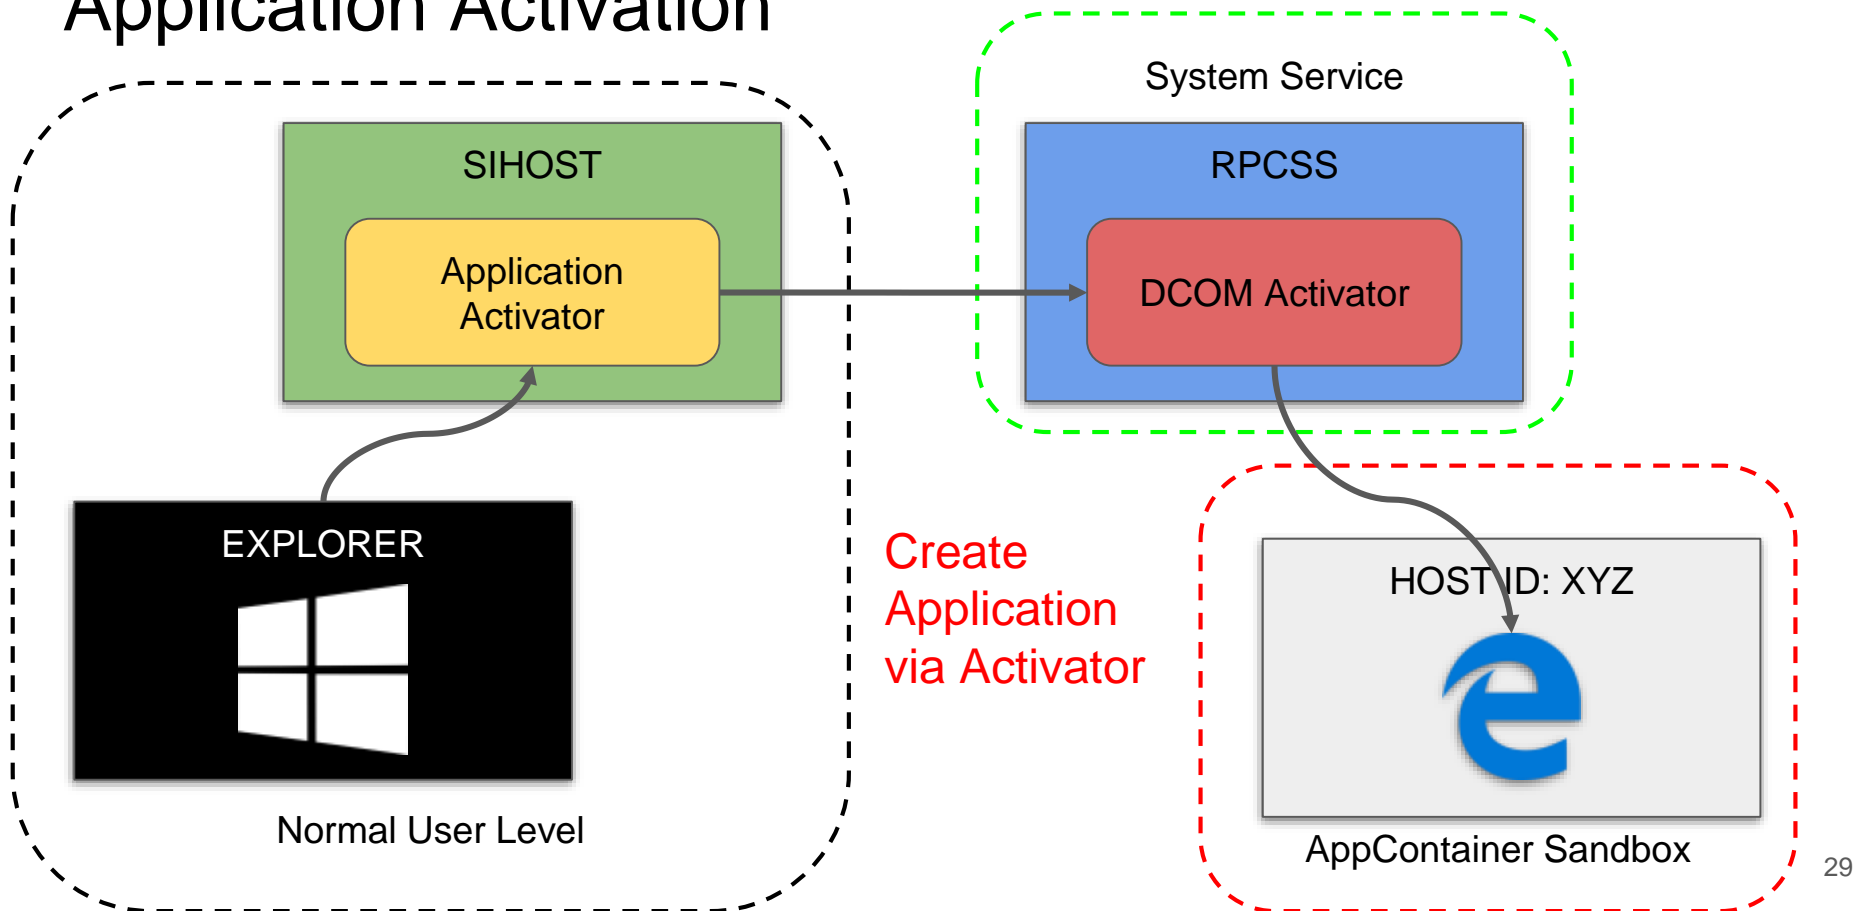 Application Activation
System Service
SIHOST
RPCSS
Application
Activator
DCOM Activator
EXPLORER
Create
Application
via Activator
HOST ID: XYZ
Normal User Level
AppContainer Sandbox
29